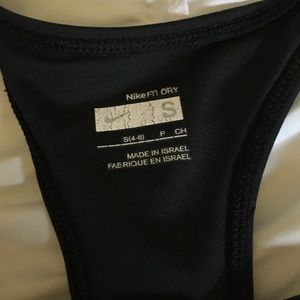 NikeFIT DRY
S
S(4-6) P CH
MADE IN ISRAEL
FABRIQUE EN ISRAEL